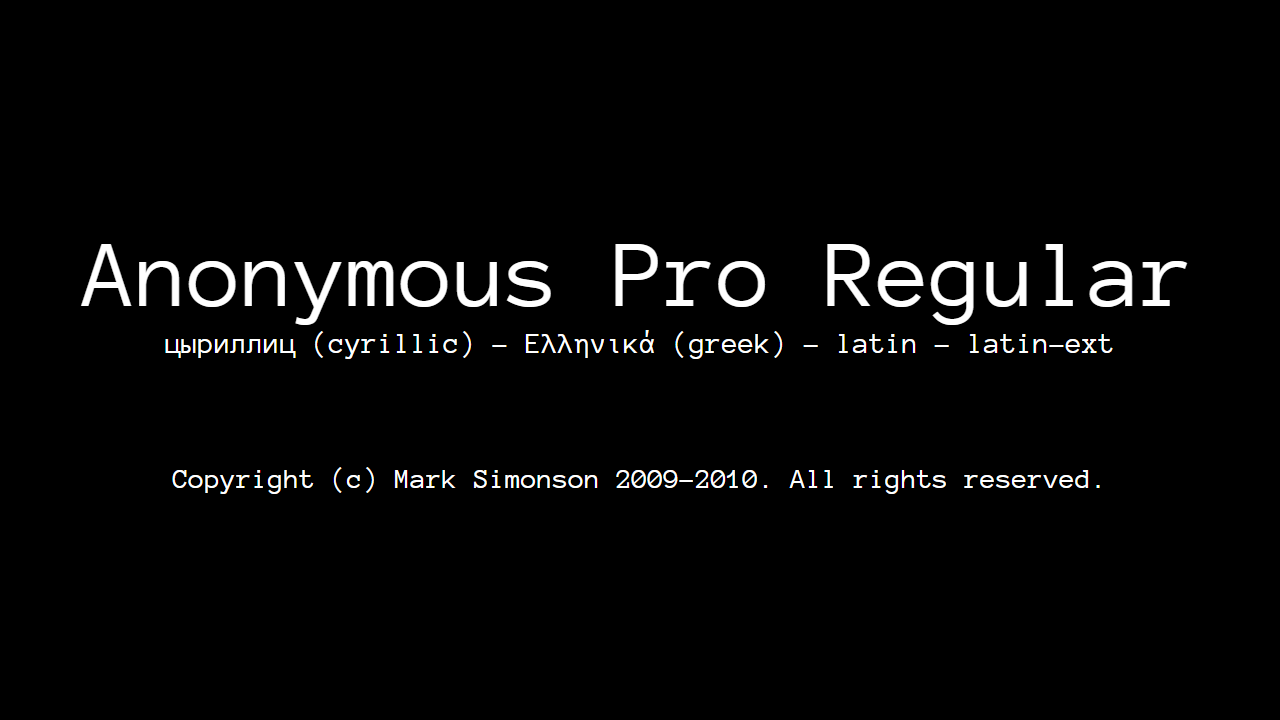 Anonymous Pro Regular
цыриллиц (cyrillic) – Ελληνικά (greek) – latin – latin-ext
Copyright (c) Mark Simonson 2009-2010. All rights reserved.